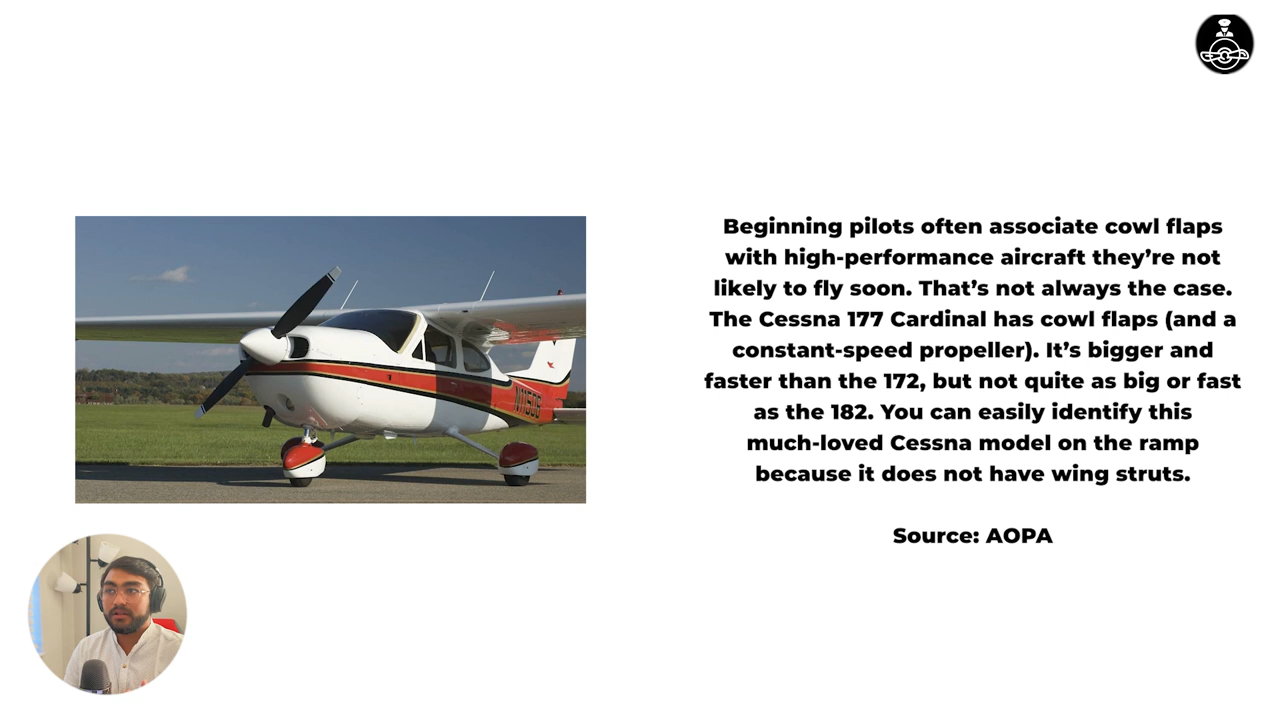 Beginning pilots often associate cowl flaps
with high-performance aircraft they’re not
likely to fly soon. That’s not always the case.
The Cessna 177 Cardinal has cowl flaps (and a
constant-speed propeller). It’s bigger and
faster than the 172, but not quite as big or fast
as the 182. You can easily identify this
much-loved Cessna model on the ramp
because it does not have wing struts.
Source: AOPA